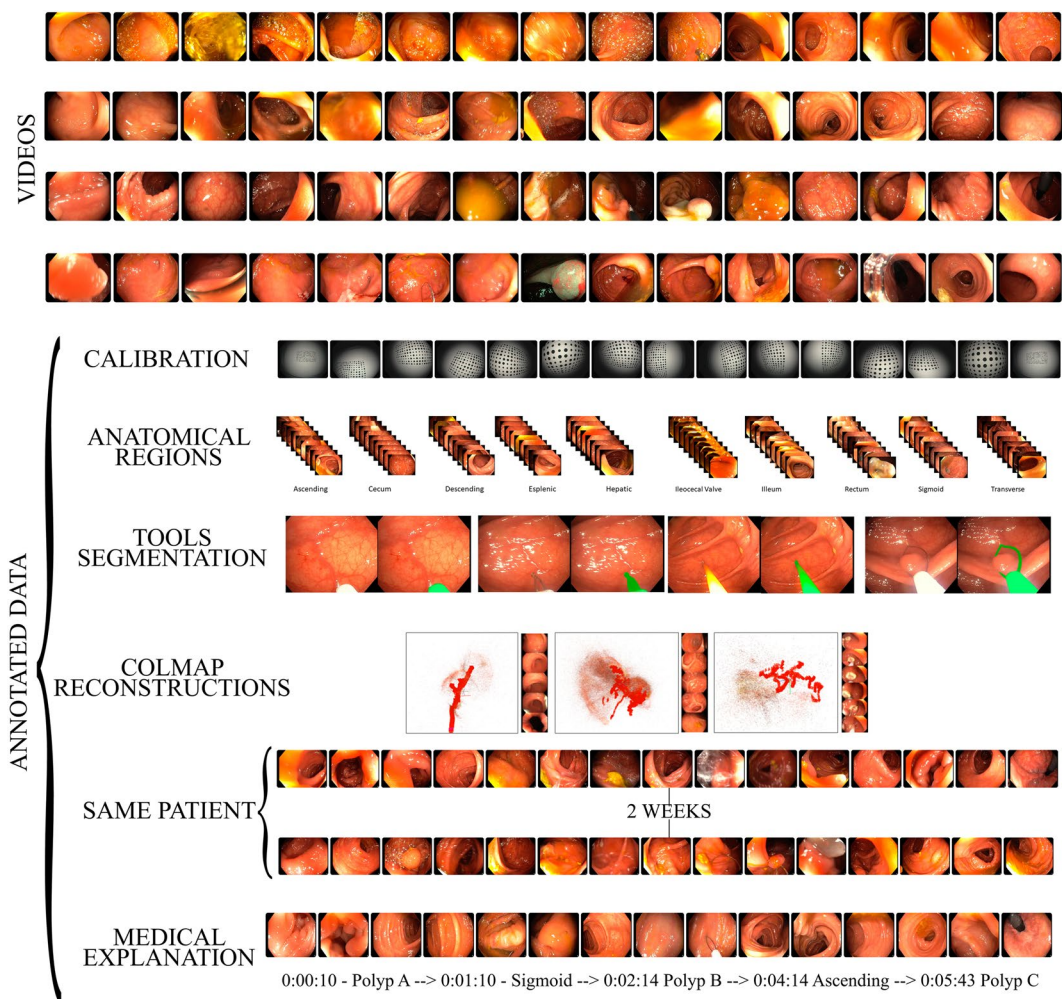 VIDEOS
ANNOTATED DATA
CALIBRATION
ANATOMICAL
REGIONS
Ascending
Cecum
Descending
Esplenic
Hepatic
Ileocecal Valve
Illeum
Rectum
Sigmoid
Transverse
TOOLS
SEGMENTATION
COLMAP
RECONSTRUCTIONS
SAME PATIENT
2 WEEKS
MEDICAL
EXPLANATION
0:00:10 - Polyp A --> 0:01:10 - Sigmoid --> 0:02:14 Polyp B --> 0:04:14 Ascending --> 0:05:43 Polyp C